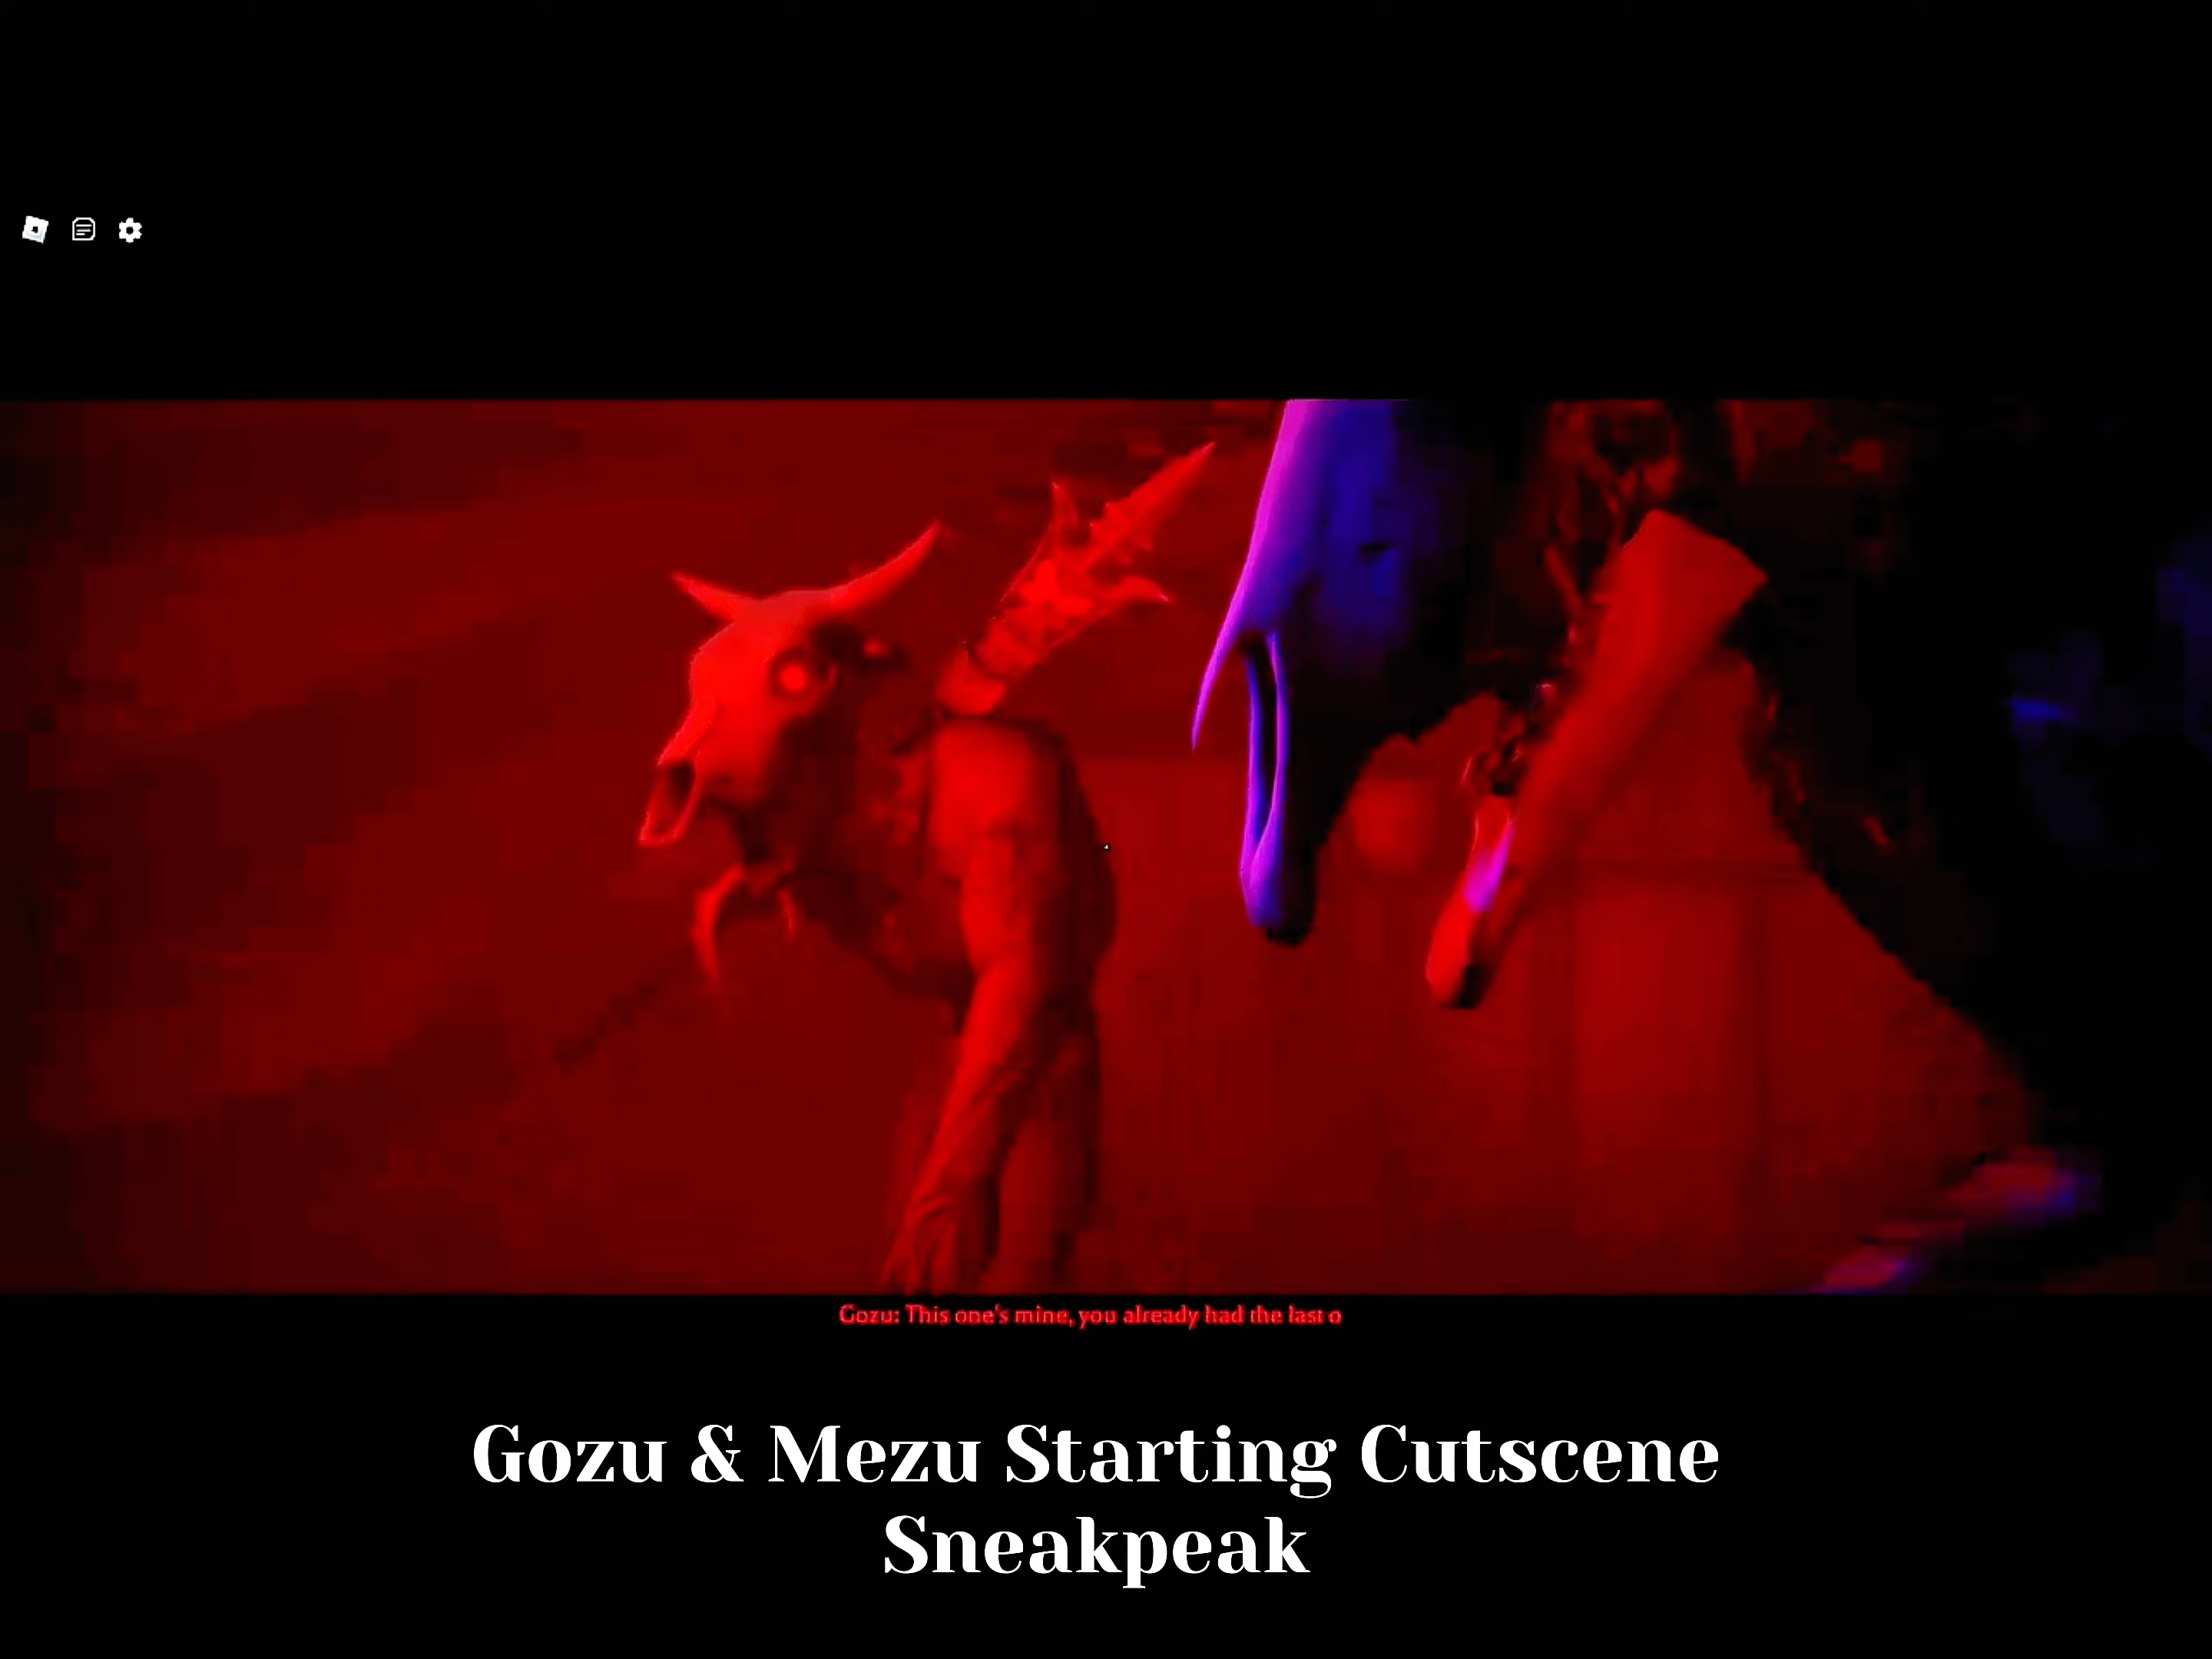 Gozu: This one's mine, you already had the last o
Gozu & Mezu Starting Cutscene
Sneakpeak